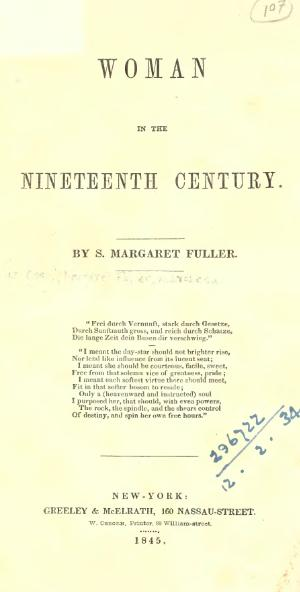 107
WOMAN
IN THE
NINETEENTH CENTURY.
BY S. MARGARET FULLER.
"Frei durch Vernunft, stark durch Gesetze,
Durch Sanftmuth gross, und reich durch Schatze,
Die lange Zeit dein Busen dir verschwieg."
"I meant the day-star should not brighter rise,
Nor lend like influence from its lucent seat;
I meant she should be courteous, facile, sweet,
Free from that solemn vice of greatness, pride;
I meant each softest virtue there should meet,
Fit in that softer bosom to reside;
Only a (heavenward and instructed) soul
I purposed her, that should, with even powers,
The rock, the spindle, and the shears control
Of destiny, and spin her own free hours."
296722
12. 2. 34
NEW-YORK:
GREELEY & McELRATH, 160 NASSAU-STREET.
W. Osborn, Printer, 88 William-street.
1845.